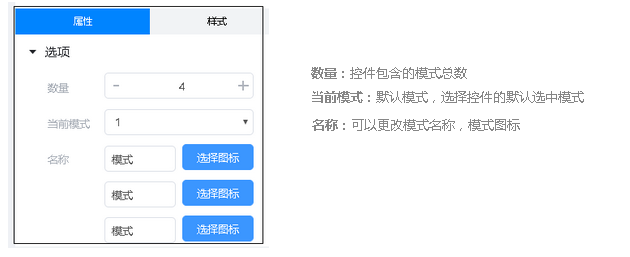 属性 样式
选项
数量 - 4 +
当前模式 1
名称 模式 选择图标
模式 选择图标
模式 选择图标
数量：控件包含的模式总数
当前模式：默认模式，选择控件的默认选中模式
名称：可以更改模式名称，模式图标